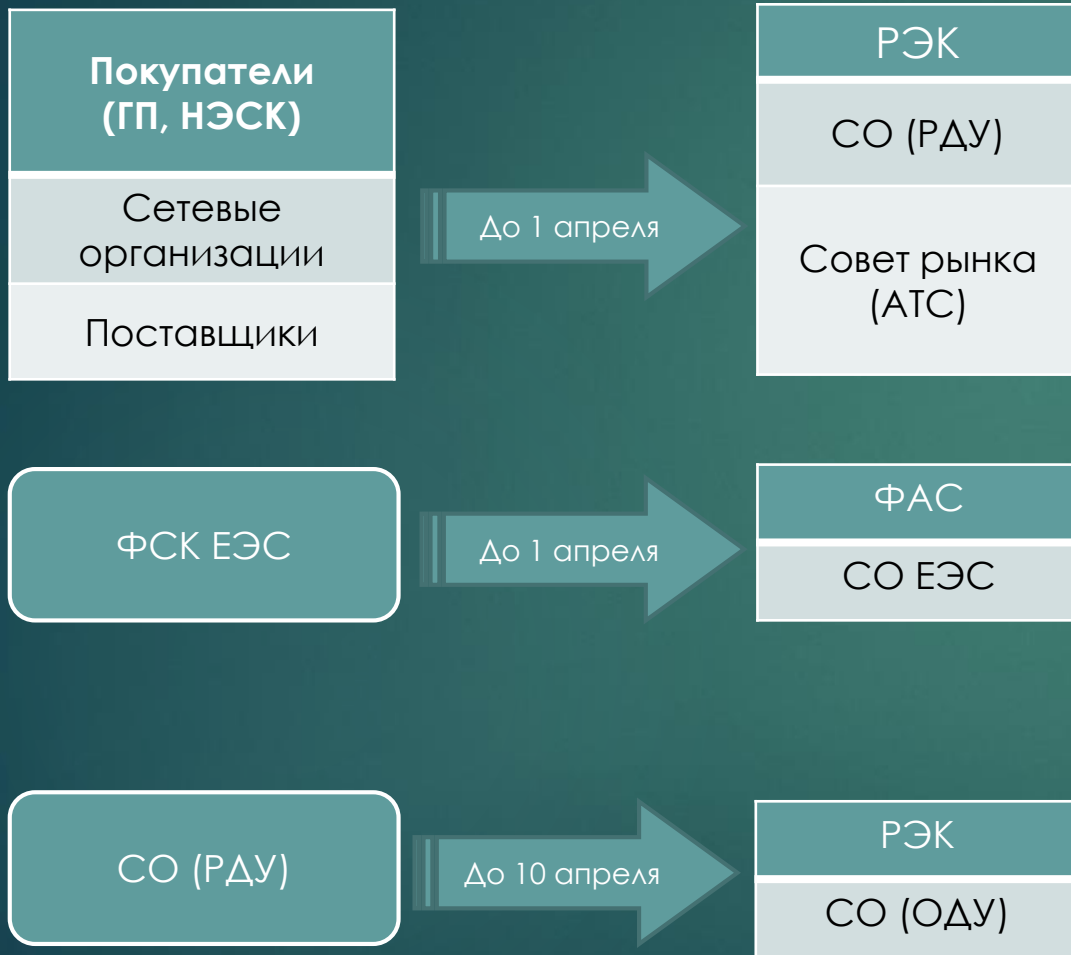 Покупатели
(ГП, НЭСК)
Сетевые
организации
Поставщики
До 1 апреля
РЭК
СО (РДУ)
Совет рынка
(АТС)
ФСК ЕЭС
До 1 апреля
ФАС
СО ЕЭС
СО (РДУ)
До 10 апреля
РЭК
СО (ОДУ)